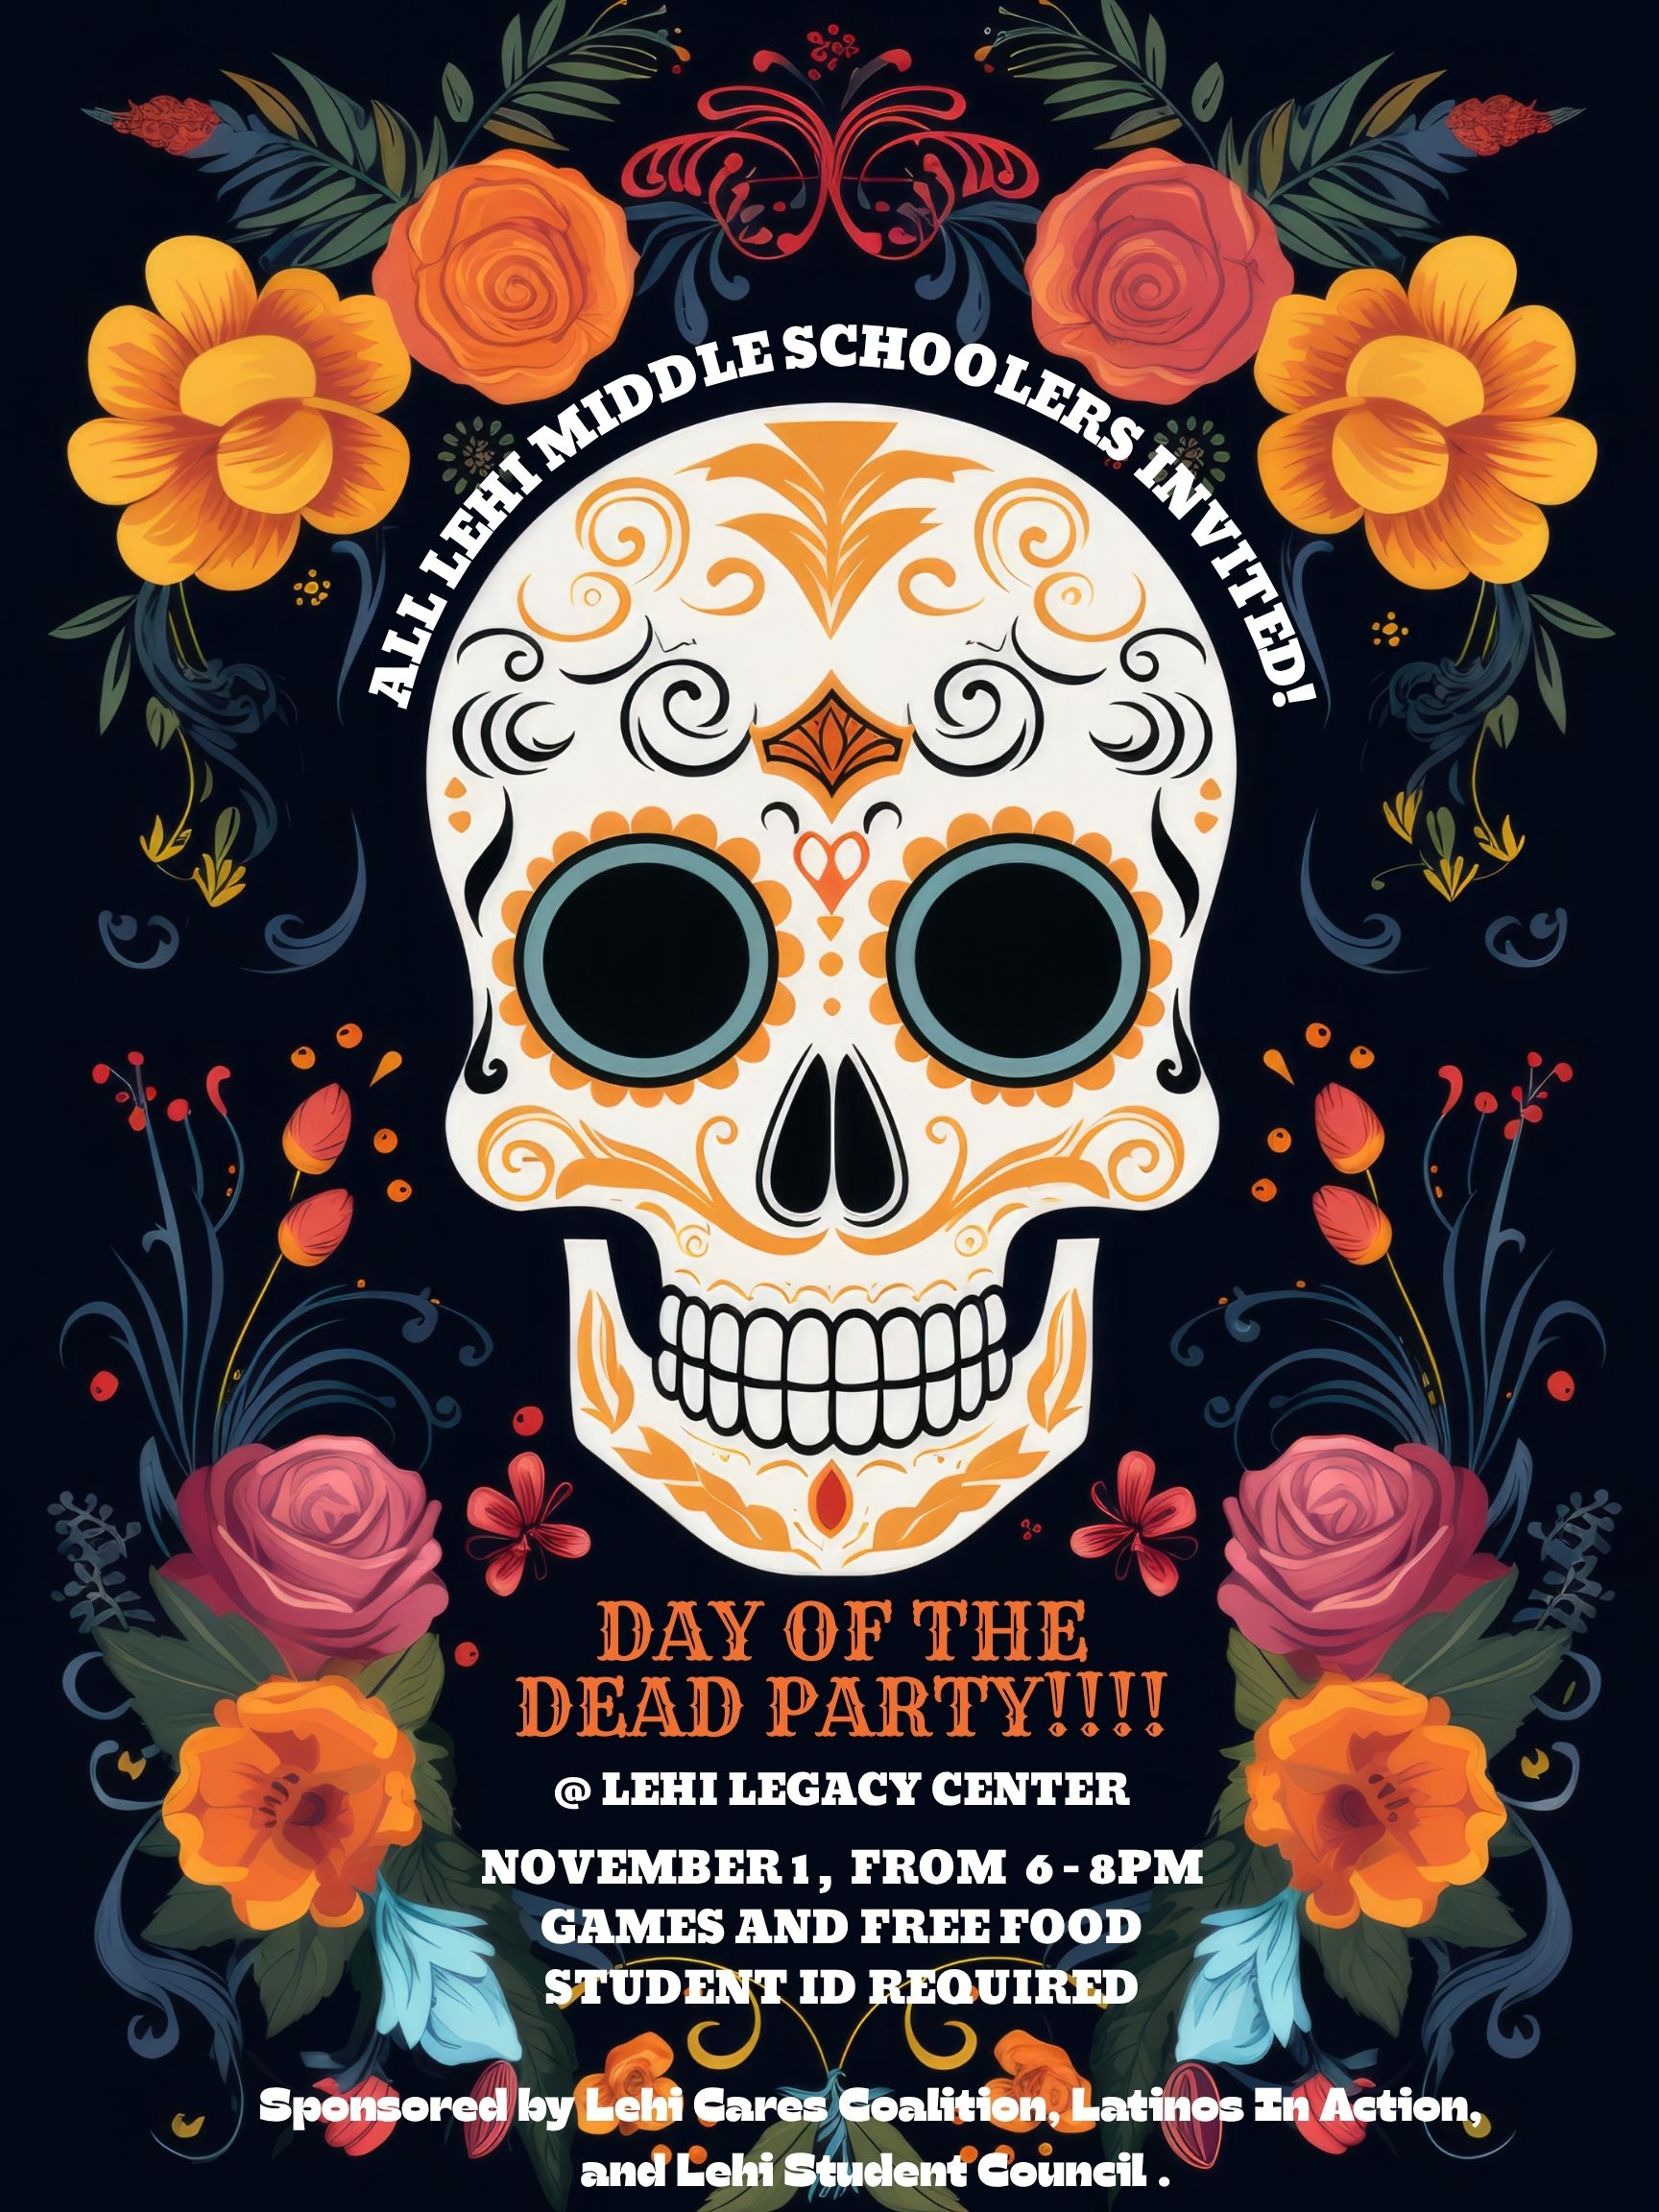 ALL LEHI MIDDLE SCHOOLERS INVITED!
DAY OF THE
DEAD PARTY!!!!
@ LEHI LEGACY CENTER
NOVEMBER 1, FROM 6 - 8PM
GAMES AND FREE FOOD
STUDENT ID REQUIRED
Sponsored by Lehi Cares Coalition, Latinos In Action,
and Lehi Student Council .